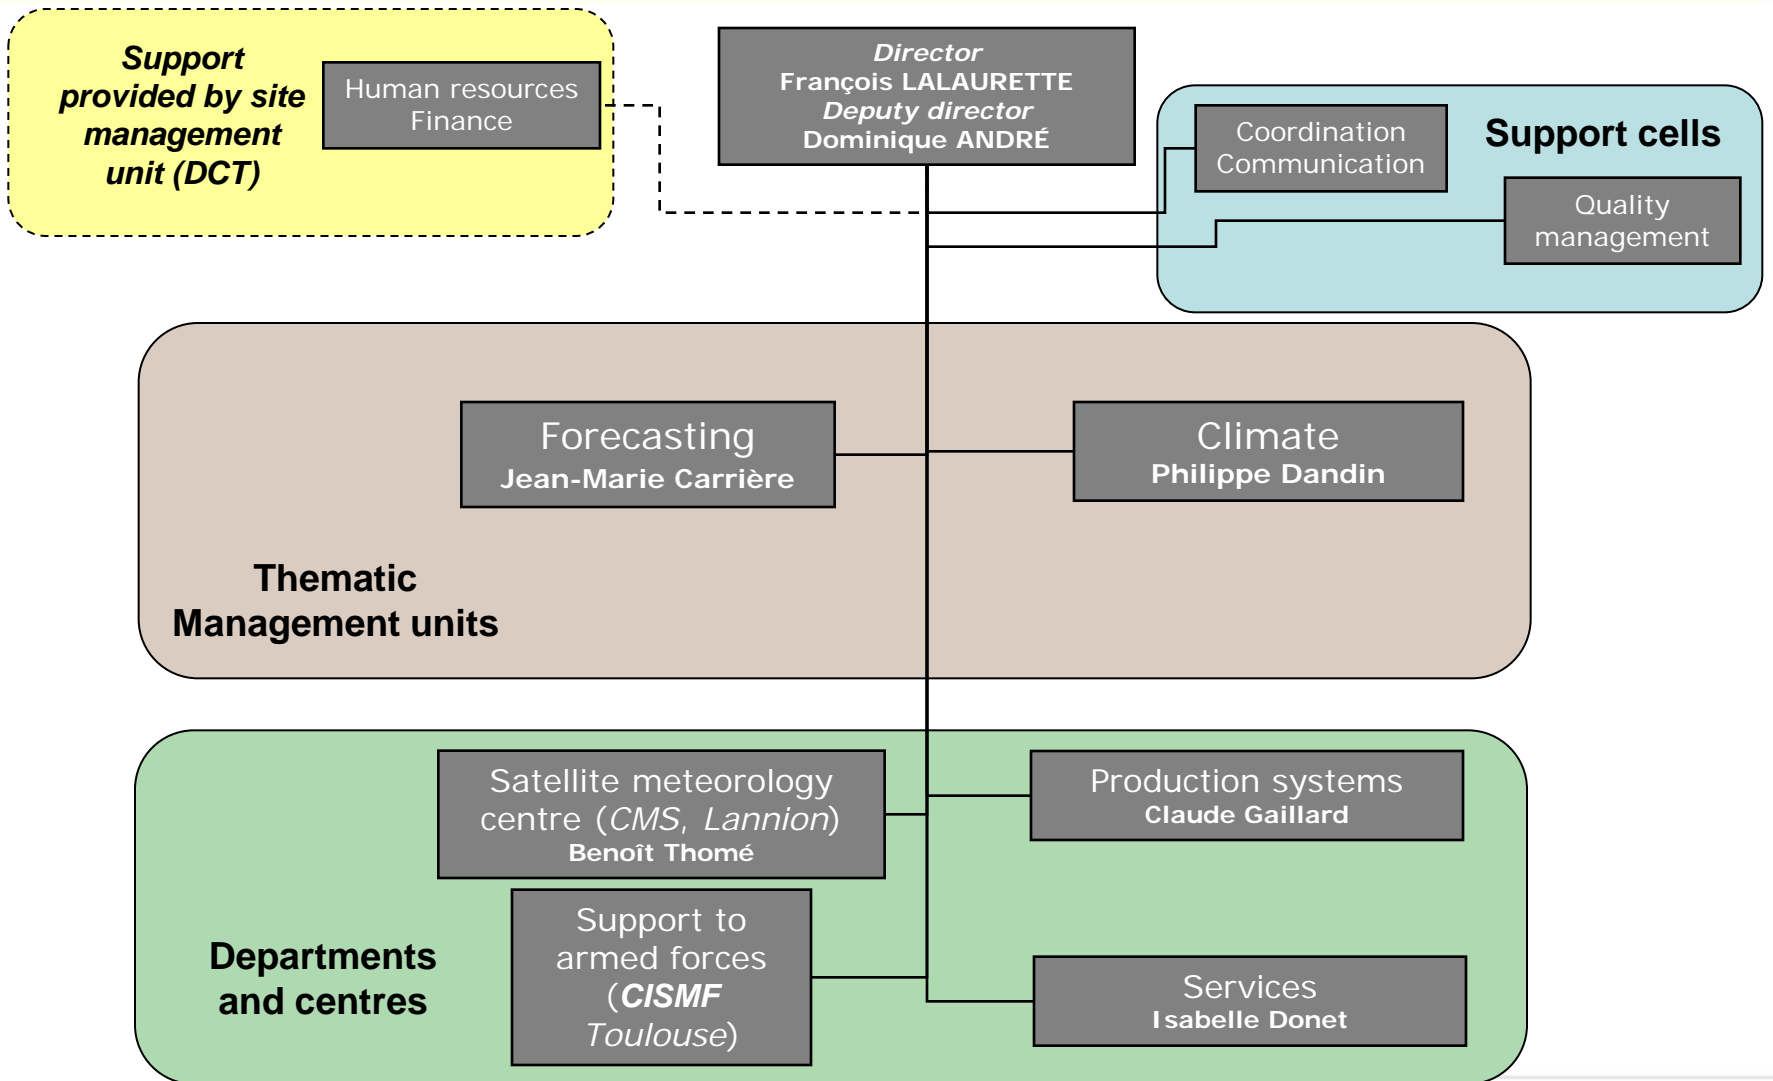 Support
provided by site
management
unit (DCT)
Human resources
Finance
Director
François LALAURETTE
Deputy director
Dominique ANDRÉ
Coordination
Communication
Support cells
Quality
management
Forecasting
Jean-Marie Carrière
Climate
Philippe Dandin
Thematic
Management units
Satellite meteorology
centre (CMS, Lannion)
Benoît Thomé
Production systems
Claude Gaillard
Support to
armed forces
(CISMF
Toulouse)
Departments
and centres
Services
Isabelle Donet